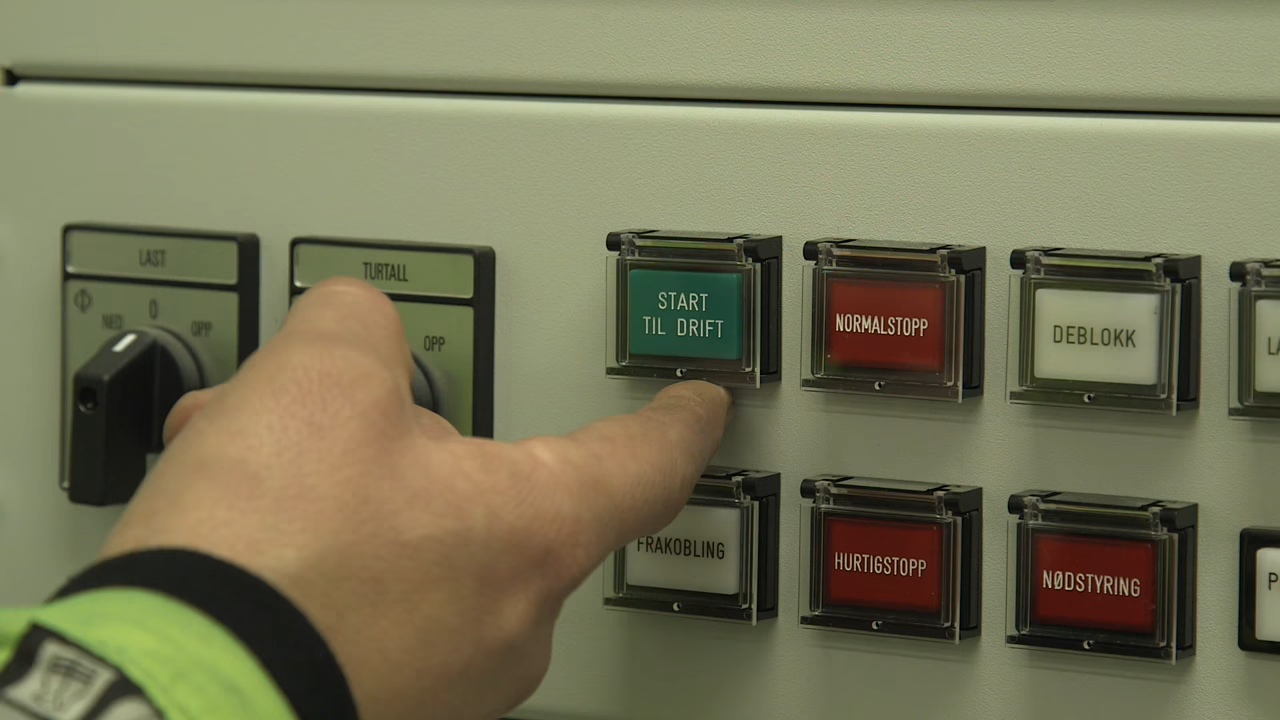 LAST
0
NED
OPP
TURTALL
OPP
START
TIL DRIFT
NORMALSTOPP
DEBLOKK
FRAKOBLING
HURTIGSTOPP
NØDSTYRING